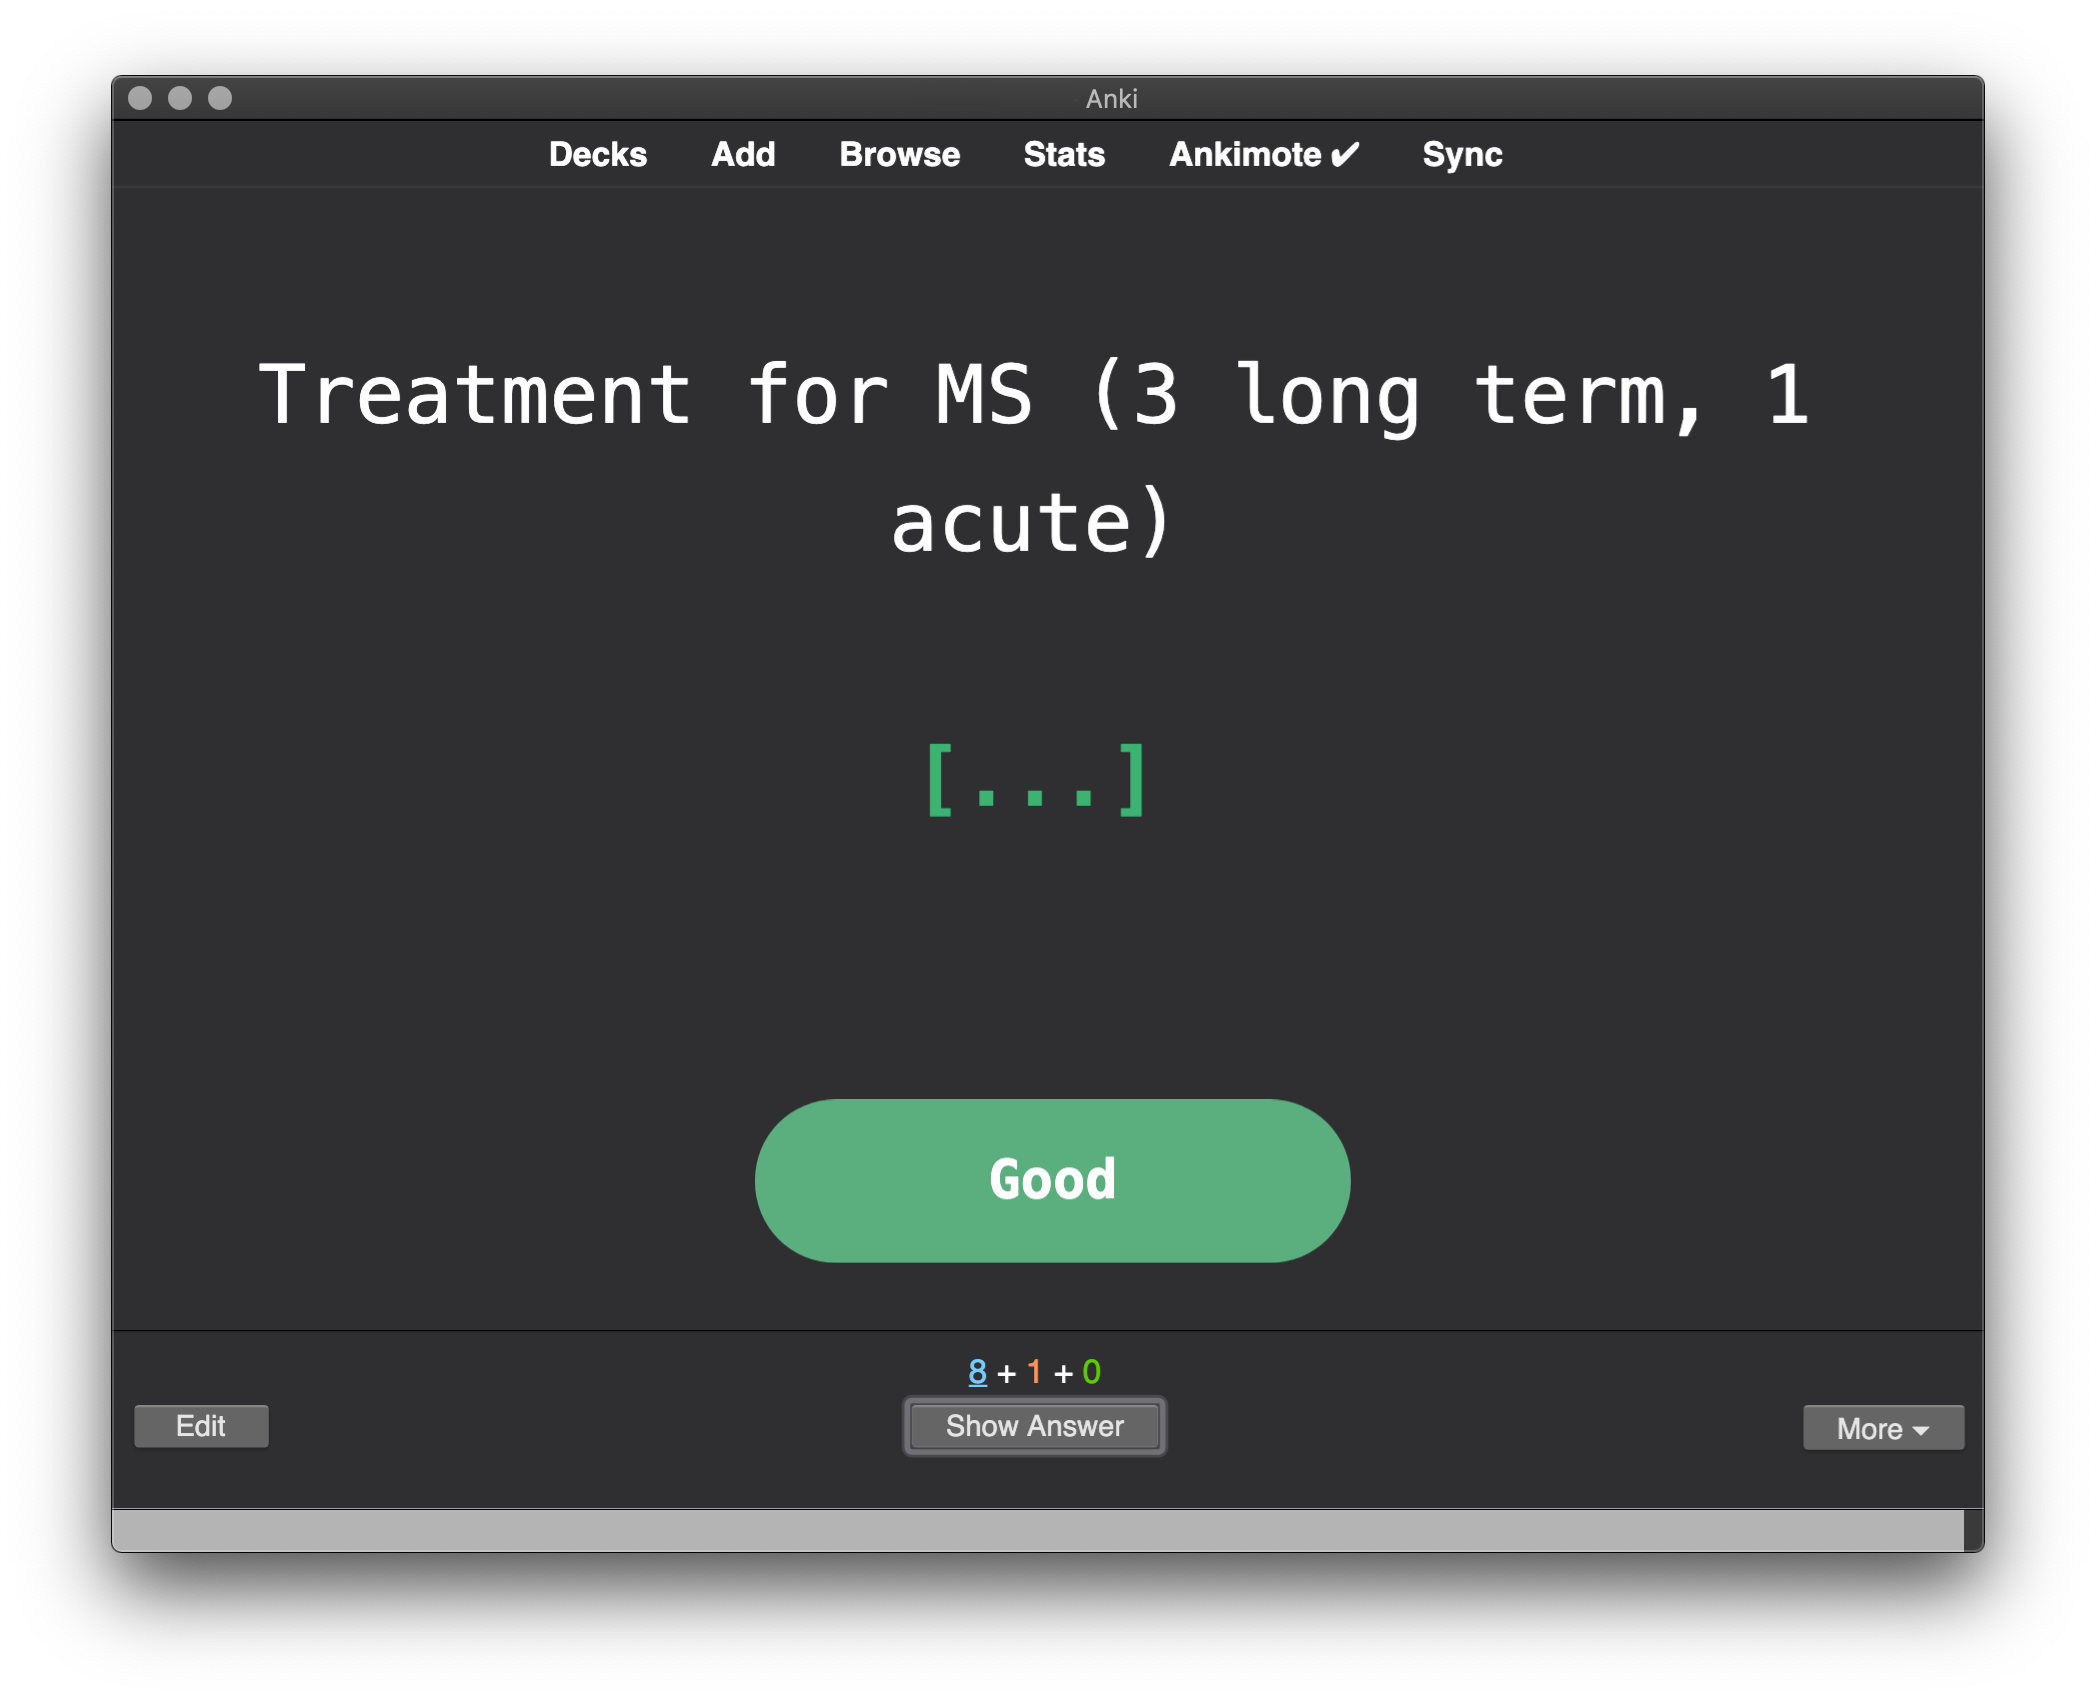 Anki
Decks Add Browse Stats Ankimote ✔ Sync
Treatment for MS (3 long term, 1
acute)
[...]
Good
8 + 1 + 0
Edit Show Answer More